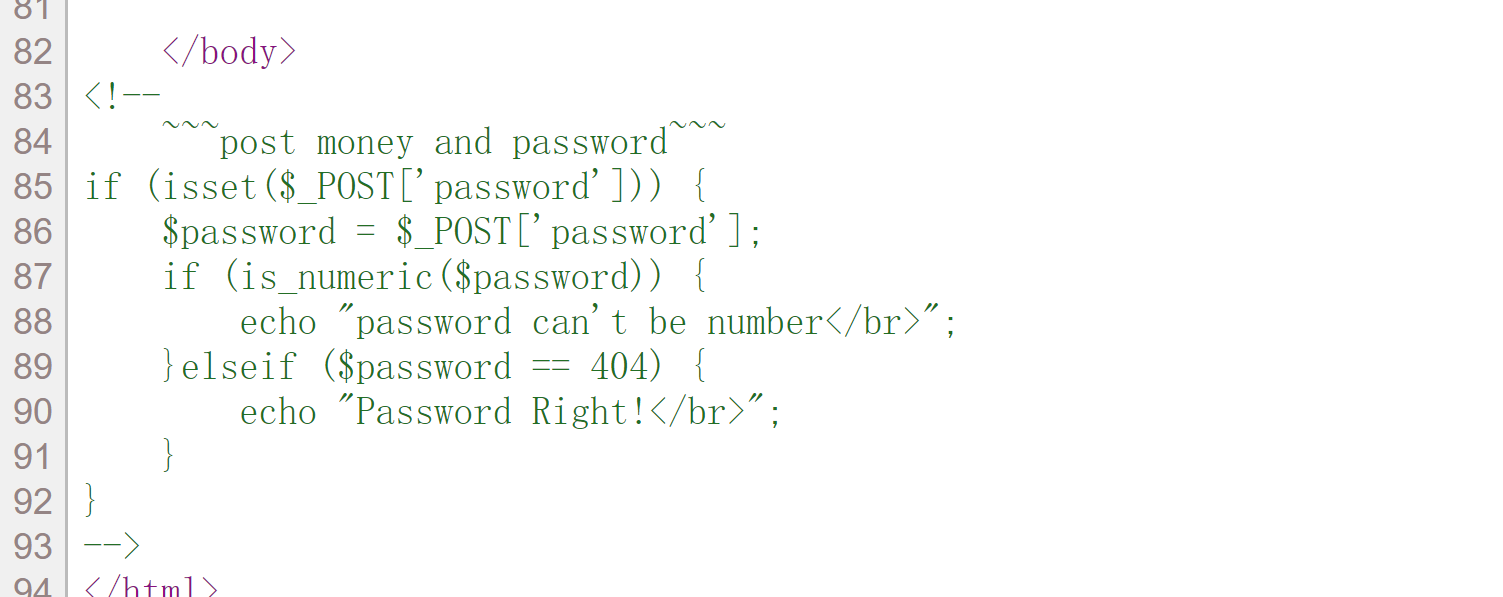 81
82     </body>
83 <!--
84     ~~~post money and password~~~
85 if (isset($_POST['password'])) {
86     $password = $_POST['password'];
87     if (is_numeric($password)) {
88         echo "password can't be number</br>";
89     }elseif ($password == 404) {
90         echo "Password Right!</br>";
91     }
92 }
93 -->
94 </html>